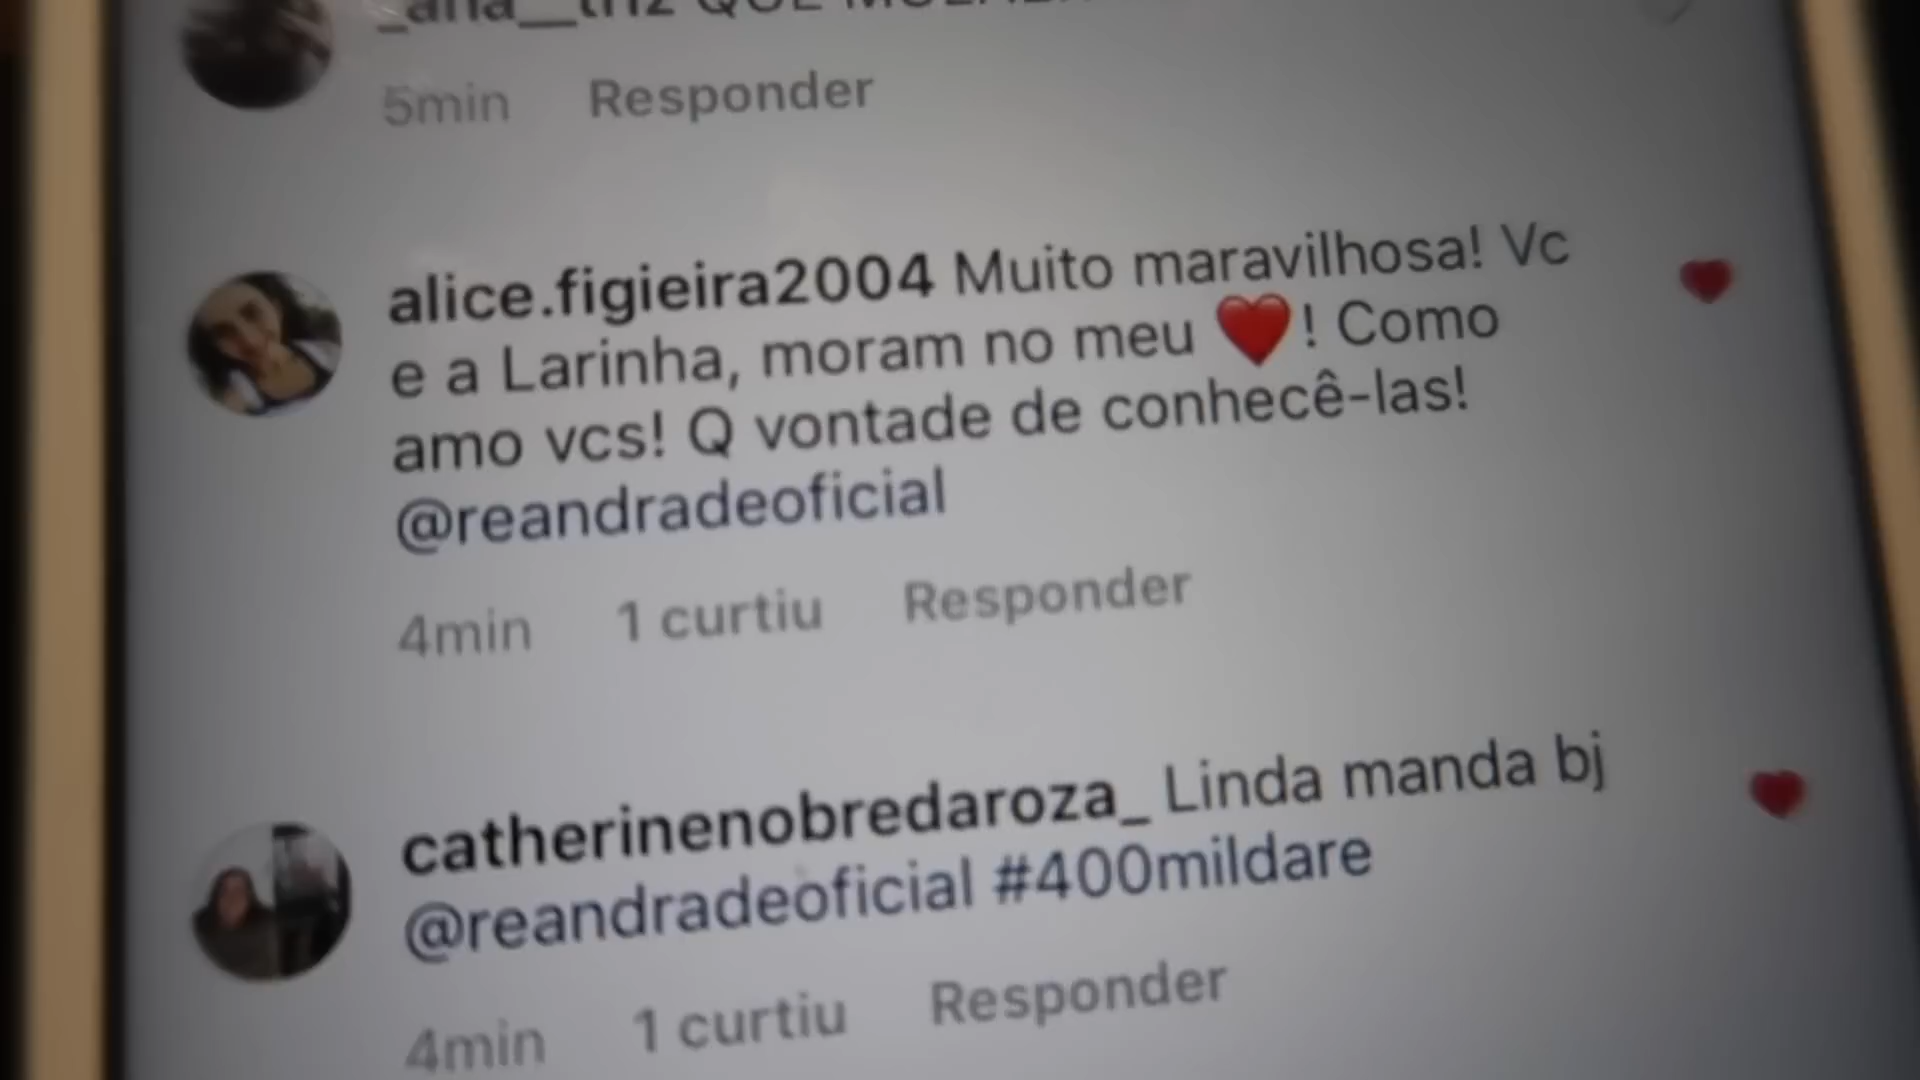 QUE
5min Responder
alice.figieira2004 Muito maravilhosa! Vc
e a Larinha, moram no meu ❤️! Como
amo vcs! Q vontade de conhecê-las!
@reandradeoficial
4min 1 curtiu Responder
catherinenobredaroza_ Linda manda bj
@reandradeoficial #400mildare
4min 1 curtiu Responder